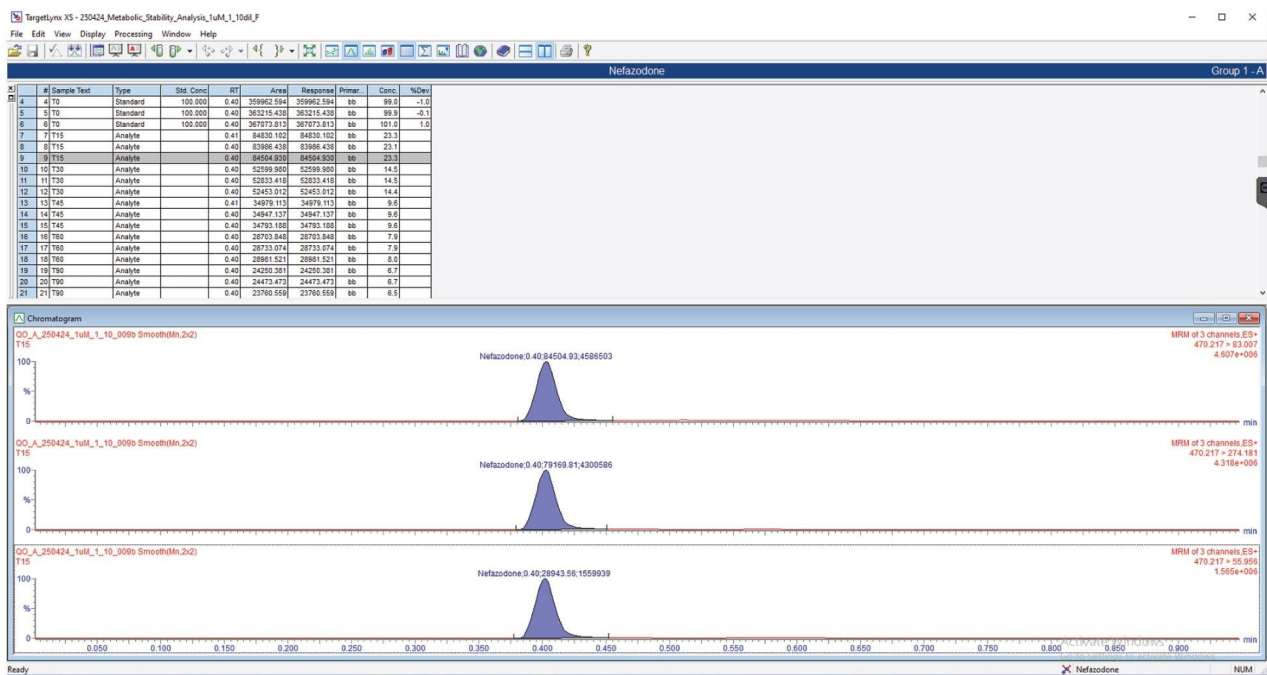 TargetLynx XS - 250424_Metabolic_Stability_Analysis_1uM_1_10dil_F
File Edit View Display Processing Window Help
Nefazodone Group 1 - A
# Sample Text Type Std. Conc RT Area Response Primar... Conc. %Dev
4 4 T0 Standard 100.000 0.40 359962.594 359962.594 bb 99.0 -1.0
5 5 T0 Standard 100.000 0.40 363215.438 363215.438 bb 99.9 -0.1
6 6 T0 Standard 100.000 0.40 367073.813 367073.813 bb 101.0 1.0
7 7 T15 Analyte 0.41 84830.102 84830.102 bb 23.3
8 8 T15 Analyte 0.40 83986.438 83986.438 bb 23.1
9 9 T15 Analyte 0.40 84504.930 84504.930 bb 23.3
10 10 T30 Analyte 0.40 52599.980 52599.980 bb 14.5
11 11 T30 Analyte 0.40 52833.418 52833.418 bb 14.5
12 12 T30 Analyte 0.40 52453.012 52453.012 bb 14.4
13 13 T45 Analyte 0.41 34979.113 34979.113 bb 9.6
14 14 T45 Analyte 0.40 34947.137 34947.137 bb 9.6
15 15 T45 Analyte 0.40 34793.188 34793.188 bb 9.6
16 16 T60 Analyte 0.40 28703.848 28703.848 bb 7.9
17 17 T60 Analyte 0.40 28733.074 28733.074 bb 7.9
18 18 T60 Analyte 0.40 28981.521 28981.521 bb 8.0
19 19 T90 Analyte 0.40 24250.381 24250.381 bb 6.7
20 20 T90 Analyte 0.40 24473.473 24473.473 bb 6.7
21 21 T90 Analyte 0.40 23760.559 23760.559 bb 6.5
Chromatogram
QO_A_250424_1uM_1_10_009b Smooth(Mn,2x2) MRM of 3 channels,ES+
T15 470.217 > 83.007
4.607e+006
Nefazodone;0.40;84504.93;4586503
100
%
0
min
QO_A_250424_1uM_1_10_009b Smooth(Mn,2x2) MRM of 3 channels,ES+
T15 470.217 > 274.181
4.318e+006
Nefazodone;0.40;79169.81;4300586
100
%
0
min
QO_A_250424_1uM_1_10_009b Smooth(Mn,2x2) MRM of 3 channels,ES+
T15 470.217 > 55.956
1.565e+006
Nefazodone;0.40;28943.56;1559939
100
%
0
min
0.050 0.100 0.150 0.200 0.250 0.300 0.350 0.400 0.450 0.500 0.550 0.600 0.650 0.700 0.750 0.800 0.850 0.900
Activate Windows
Go to Settings to activate Windows.
Ready Nefazodone NUM